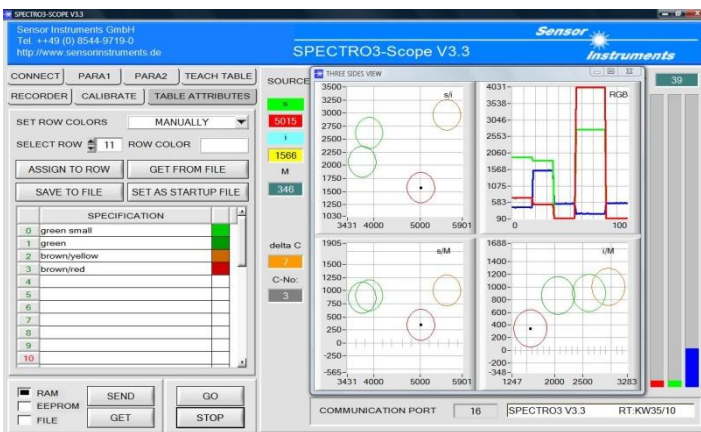 SPECTRO3-SCOPE V3.3
Sensor Instruments GmbH
Tel. ++49 (0) 8544-9719-0
http://www.sensorinstruments.de
SPECTRO3-Scope V3.3
Sensor
Instruments
CONNECT PARA1 PARA2 TEACH TABLE
RECORDER CALIBRATE TABLE ATTRIBUTES
SET ROW COLORS MANUALLY
SELECT ROW 11 ROW COLOR
ASSIGN TO ROW GET FROM FILE
SAVE TO FILE SET AS STARTUP FILE
SPECIFICATION
0 green small
1 green
2 brown/yellow
3 brown/red
4
5
6
7
8
9
10
RAM
EEPROM
FILE
SEND GO
GET STOP
SOURCE
s
5015
i
1566
M
346
delta C
7
C-No:
3
THREE SIDES VIEW
s/i
3500
3250
3000
2750
2500
2250
2000
1750
1500
1250
1030
3431 4000 5000 5901
RGB
4031
3538
3046
2553
2060
1568
1075
583
90
0 100
s/M
1905
1500
1250
1000
750
500
250
0
-250
-565
3431 4000 5000 5901
i/M
1688
1400
1200
1000
800
600
400
200
0
-200
-348
1247 2000 2500 3283
39
COMMUNICATION PORT 16 SPECTRO3 V3.3 RT:KW35/10